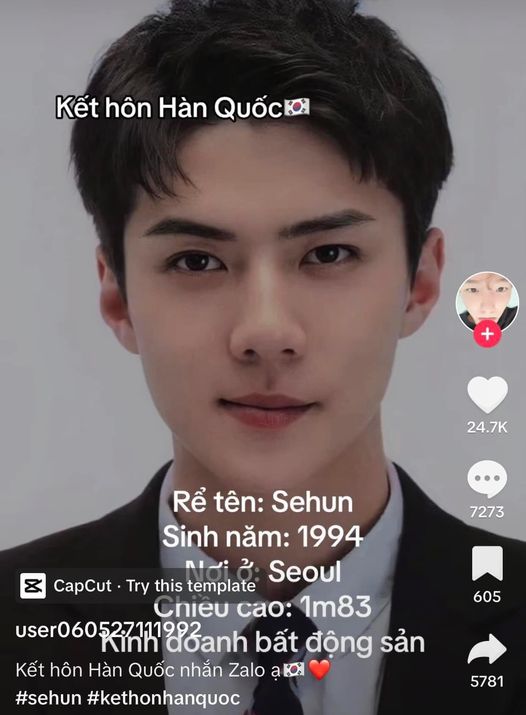 Kết hôn Hàn Quốc🇰🇷
24.7K
7273
Rể tên: Sehun
Sinh năm: 1994
Nơi ở: Seoul
CapCut · Try this template
605
Chiều cao: 1m83
user060527111992
Kinh doanh bất động sản
Kết hôn Hàn Quốc nhắn Zalo ạ🇰🇷❤️
5781
#sehun #kethonhanquoc